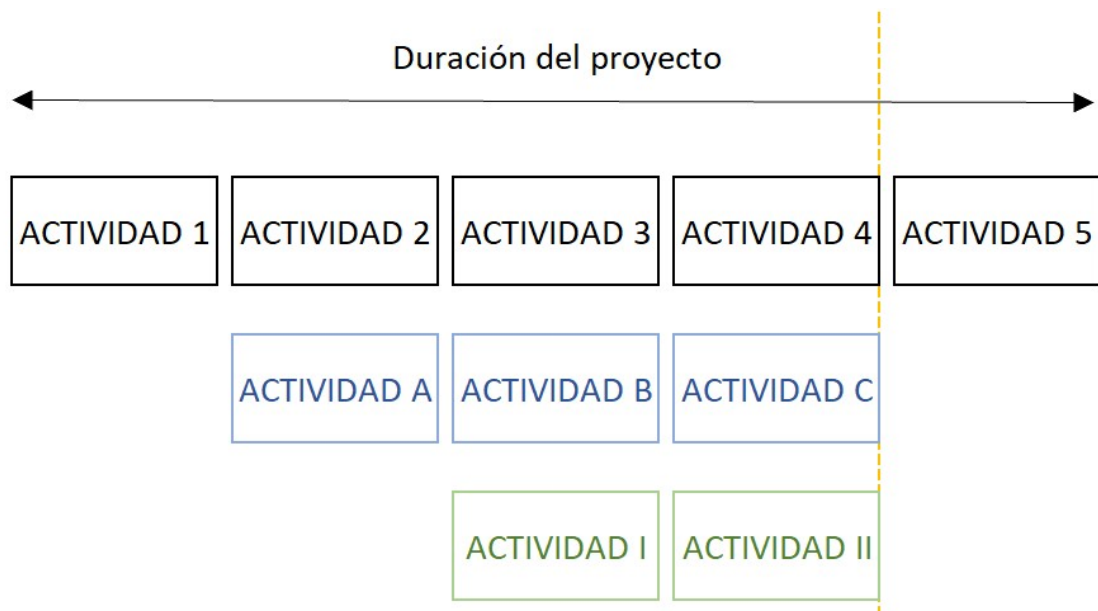 Duración del proyecto
ACTIVIDAD 1 ACTIVIDAD 2 ACTIVIDAD 3 ACTIVIDAD 4 ACTIVIDAD 5
ACTIVIDAD A ACTIVIDAD B ACTIVIDAD C
ACTIVIDAD I ACTIVIDAD II